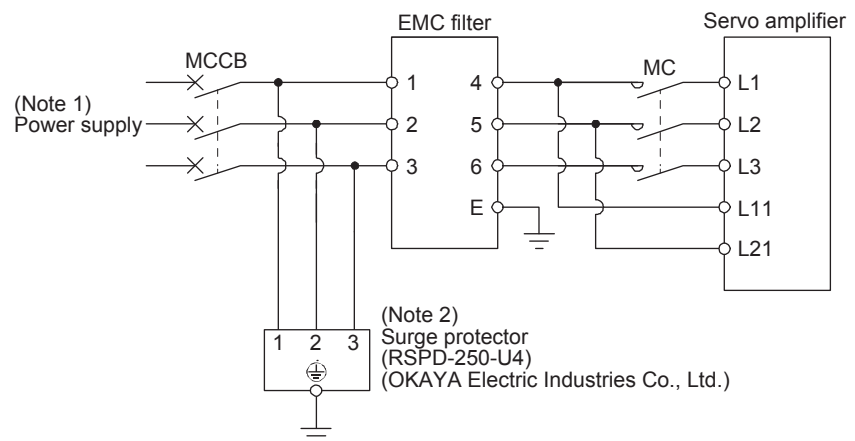 EMC filter
Servo amplifier
MCCB
MC
(Note 1)
Power supply
1
2
3
4
5
6
E
L1
L2
L3
L11
L21
1 2 3
(Note 2)
Surge protector
(RSPD-250-U4)
(OKAYA Electric Industries Co., Ltd.)